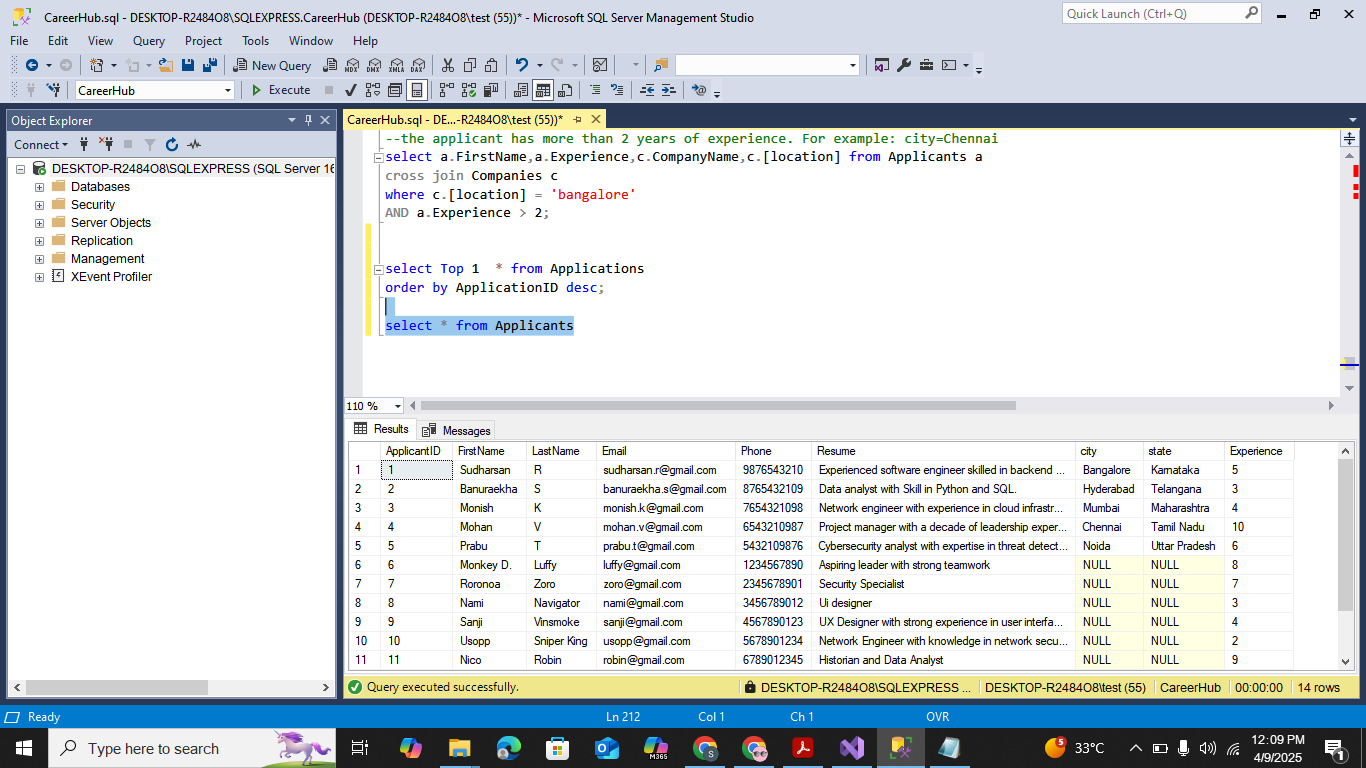 CareerHub.sql - DESKTOP-R2484O8\SQLEXPRESS.CareerHub (DESKTOP-R2484O8\test (55))* - Microsoft SQL Server Management Studio
Quick Launch (Ctrl+Q)
File Edit View Query Project Tools Window Help
New Query
MDX DMX XMLA DAX
CareerHub Execute
Object Explorer
CareerHub.sql - DE...-R2484O8\test (55))*
Connect
DESKTOP-R2484O8\SQLEXPRESS (SQL Server 16
Databases
Security
Server Objects
Replication
Management
XEvent Profiler
--the applicant has more than 2 years of experience. For example: city=Chennai
select a.FirstName,a.Experience,c.CompanyName,c.[location] from Applicants a
cross join Companies c
where c.[location] = 'bangalore'
AND a.Experience > 2;
select Top 1  * from Applications
order by ApplicationID desc;
select * from Applicants
110 %
Results Messages
ApplicantID FirstName LastName Email Phone Resume city state Experience
1 1 Sudharsan R sudharsan.r@gmail.com 9876543210 Experienced software engineer skilled in backend ... Bangalore Karnataka 5
2 2 Banuraekha S banuraekha.s@gmail.com 8765432109 Data analyst with Skill in Python and SQL. Hyderabad Telangana 3
3 3 Monish K monish.k@gmail.com 7654321098 Network engineer with experience in cloud infrastr... Mumbai Maharashtra 4
4 4 Mohan V mohan.v@gmail.com 6543210987 Project manager with a decade of leadership exper... Chennai Tamil Nadu 10
5 5 Prabu T prabu.t@gmail.com 5432109876 Cybersecurity analyst with expertise in threat detect... Noida Uttar Pradesh 6
6 6 Monkey D. Luffy luffy@gmail.com 1234567890 Aspiring leader with strong teamwork NULL NULL 8
7 7 Roronoa Zoro zoro@gmail.com 2345678901 Security Specialist NULL NULL 7
8 8 Nami Navigator nami@gmail.com 3456789012 Ui designer NULL NULL 3
9 9 Sanji Vinsmoke sanji@gmail.com 4567890123 UX Designer with strong experience in user interfa... NULL NULL 4
10 10 Usopp Sniper King usopp@gmail.com 5678901234 Network Engineer with knowledge in network secu... NULL NULL 2
11 11 Nico Robin robin@gmail.com 6789012345 Historian and Data Analyst NULL NULL 9
Query executed successfully. DESKTOP-R2484O8\SQLEXPRESS ... DESKTOP-R2484O8\test (55) CareerHub 00:00:00 14 rows
Ready Ln 212 Col 1 Ch 1 OVR
Type here to search
M365
S
5
33°C
12:09 PM
4/9/2025
1